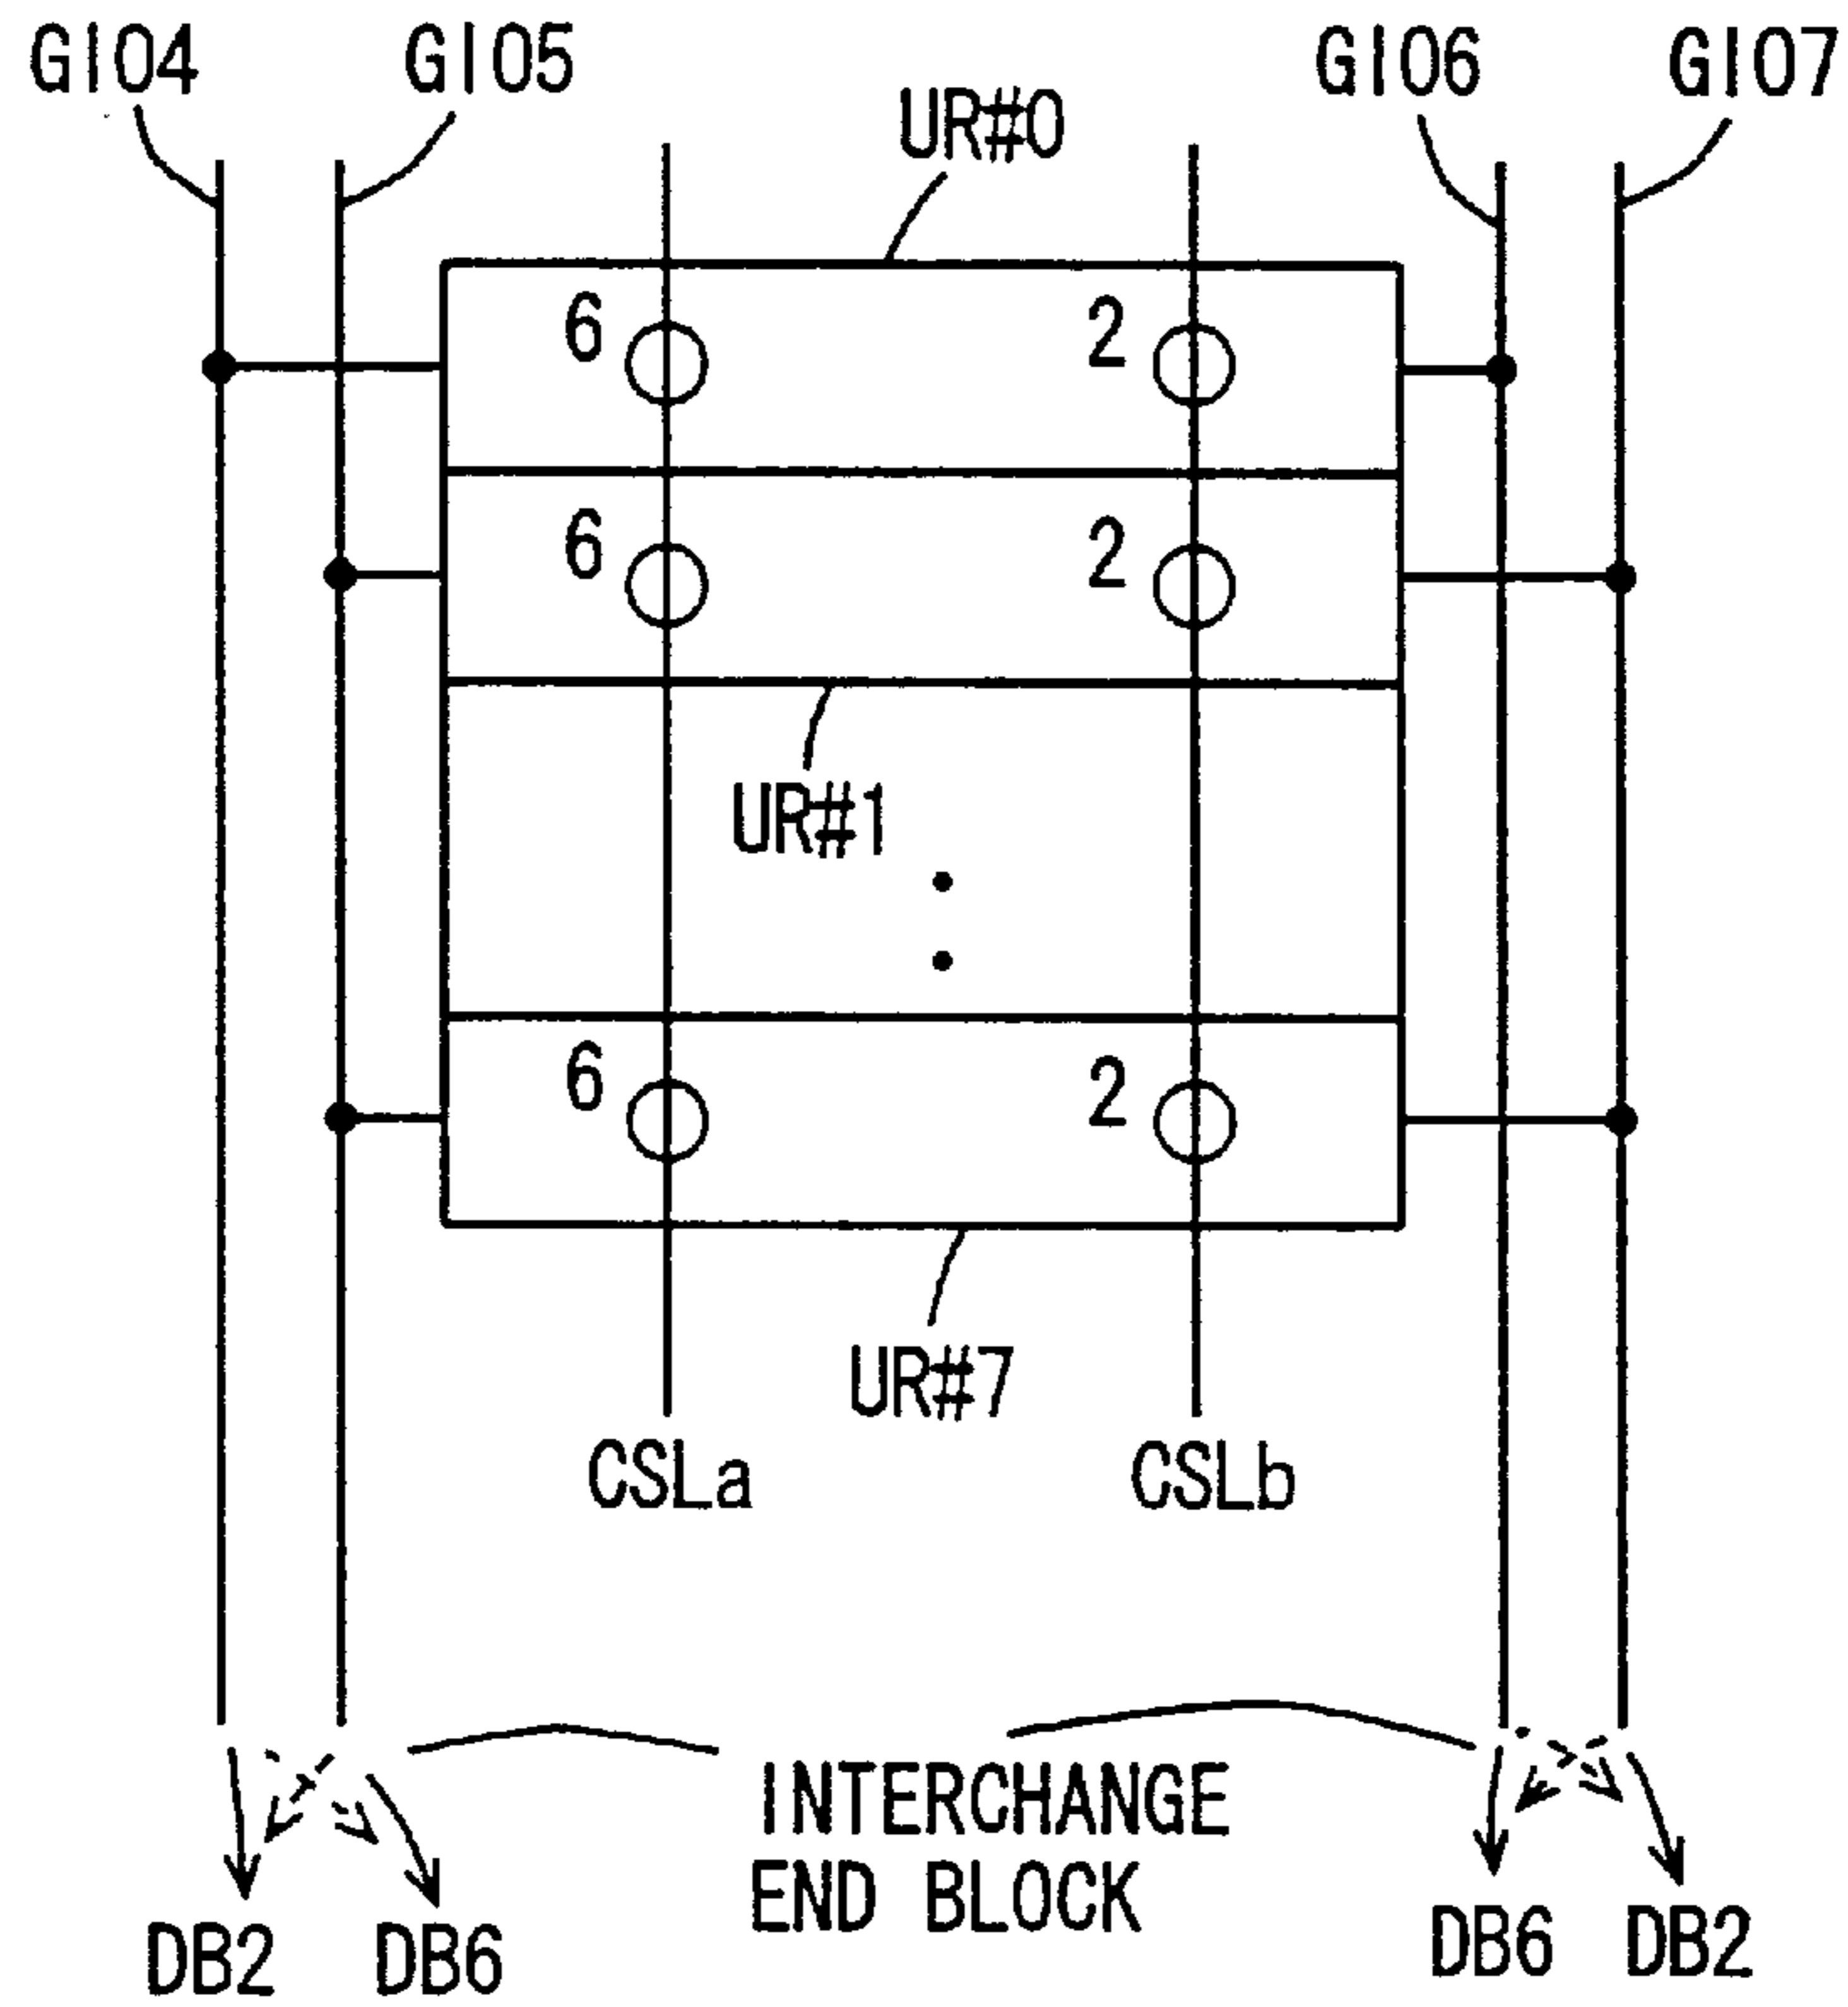 GIO4
GIO5
GIO6
GIO7
UR#0
6
2
6
2
UR#1
6
2
UR#7
CSLa
CSLb
INTERCHANGE
END BLOCK
DB2
DB6
DB6
DB2